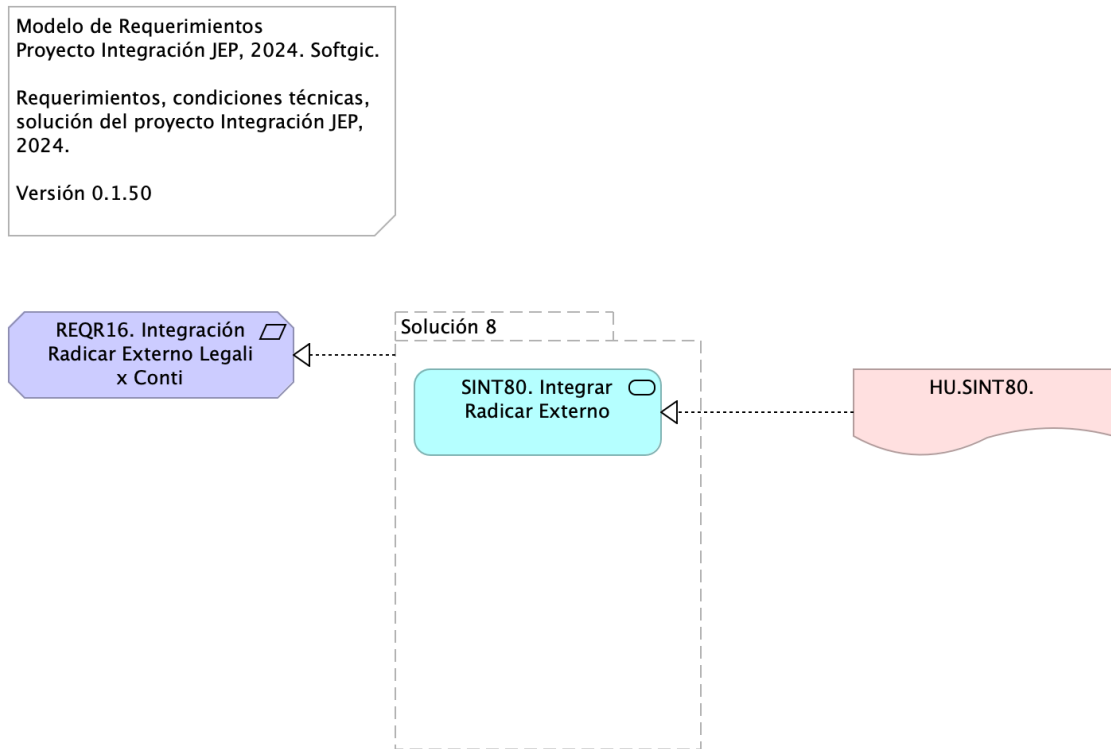 Modelo de Requerimientos
Proyecto Integración JEP, 2024. Softgic.
Requerimientos, condiciones técnicas,
solución del proyecto Integración JEP,
2024.
Versión 0.1.50
REQR16. Integración
Radicar Externo Legali
x Conti
Solución 8
SINT80. Integrar
Radicar Externo
HU.SINT80.